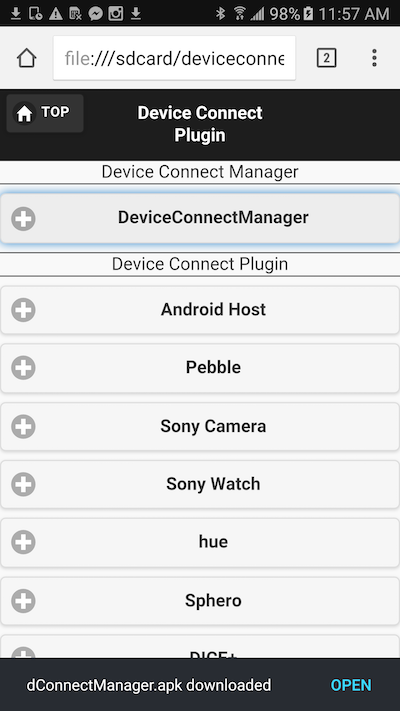 98% 11:57 AM
file:///sdcard/deviceconne
2
TOP
Device Connect
Plugin
Device Connect Manager
DeviceConnectManager
Device Connect Plugin
Android Host
Pebble
Sony Camera
Sony Watch
hue
Sphero
DICE+
dConnectManager.apk downloaded
OPEN